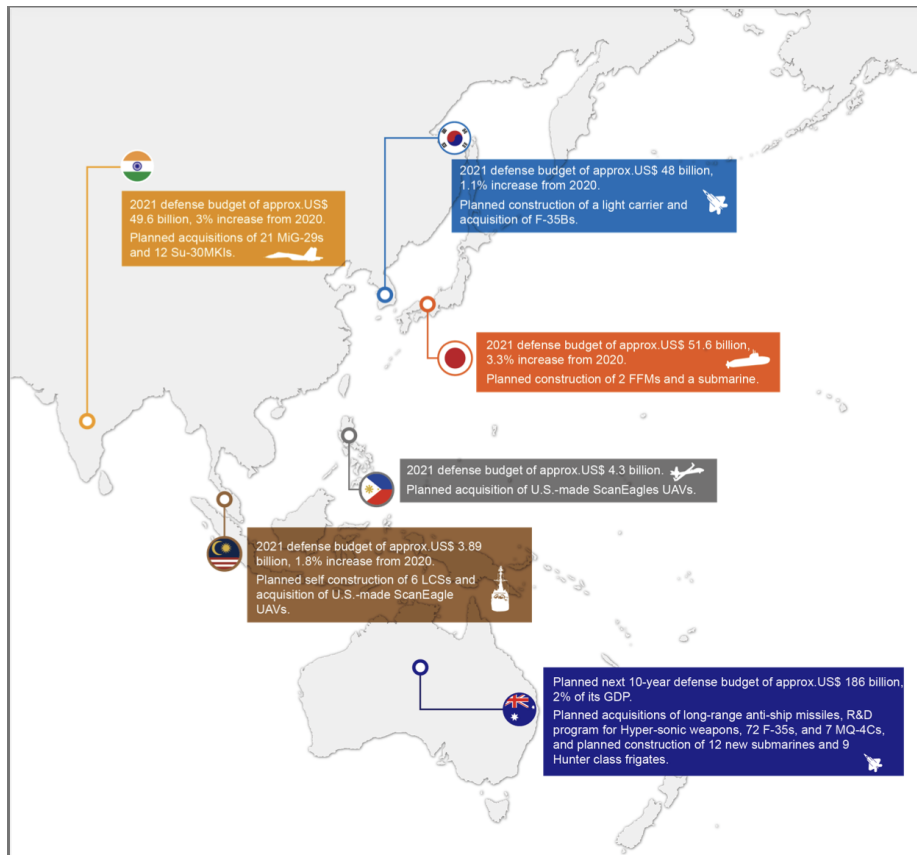 2021 defense budget of approx.US$ 48 billion,
1.1% increase from 2020.
Planned construction of a light carrier and
acquisition of F-35Bs.
2021 defense budget of approx.US$
49.6 billion, 3% increase from 2020.
Planned acquisitions of 21 MiG-29s
and 12 Su-30MKIs.
2021 defense budget of approx.US$ 51.6 billion,
3.3% increase from 2020.
Planned construction of 2 FFMs and a submarine.
2021 defense budget of approx.US$ 4.3 billion.
Planned acquisition of U.S.-made ScanEagles UAVs.
2021 defense budget of approx.US$ 3.89
billion, 1.8% increase from 2020.
Planned self construction of 6 LCSs and
acquisition of U.S.-made ScanEagle
UAVs.
Planned next 10-year defense budget of approx.US$ 186 billion,
2% of its GDP.
Planned acquisitions of long-range anti-ship missiles, R&D
program for Hyper-sonic weapons, 72 F-35s, and 7 MQ-4Cs,
and planned construction of 12 new submarines and 9
Hunter class frigates.